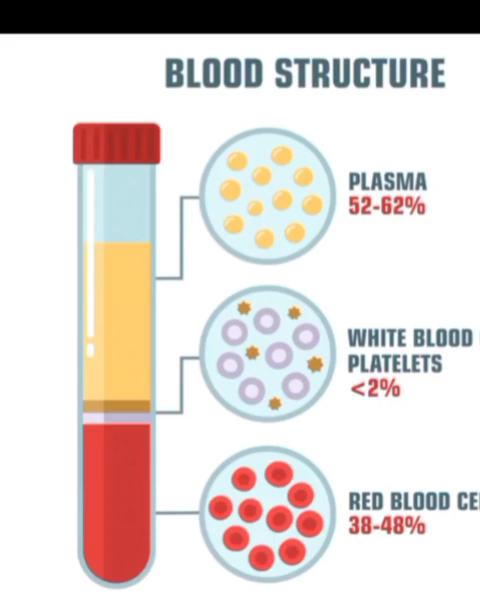 BLOOD STRUCTURE
PLASMA
52-62%
WHITE BLOOD
PLATELETS
<2%
RED BLOOD
38-48%